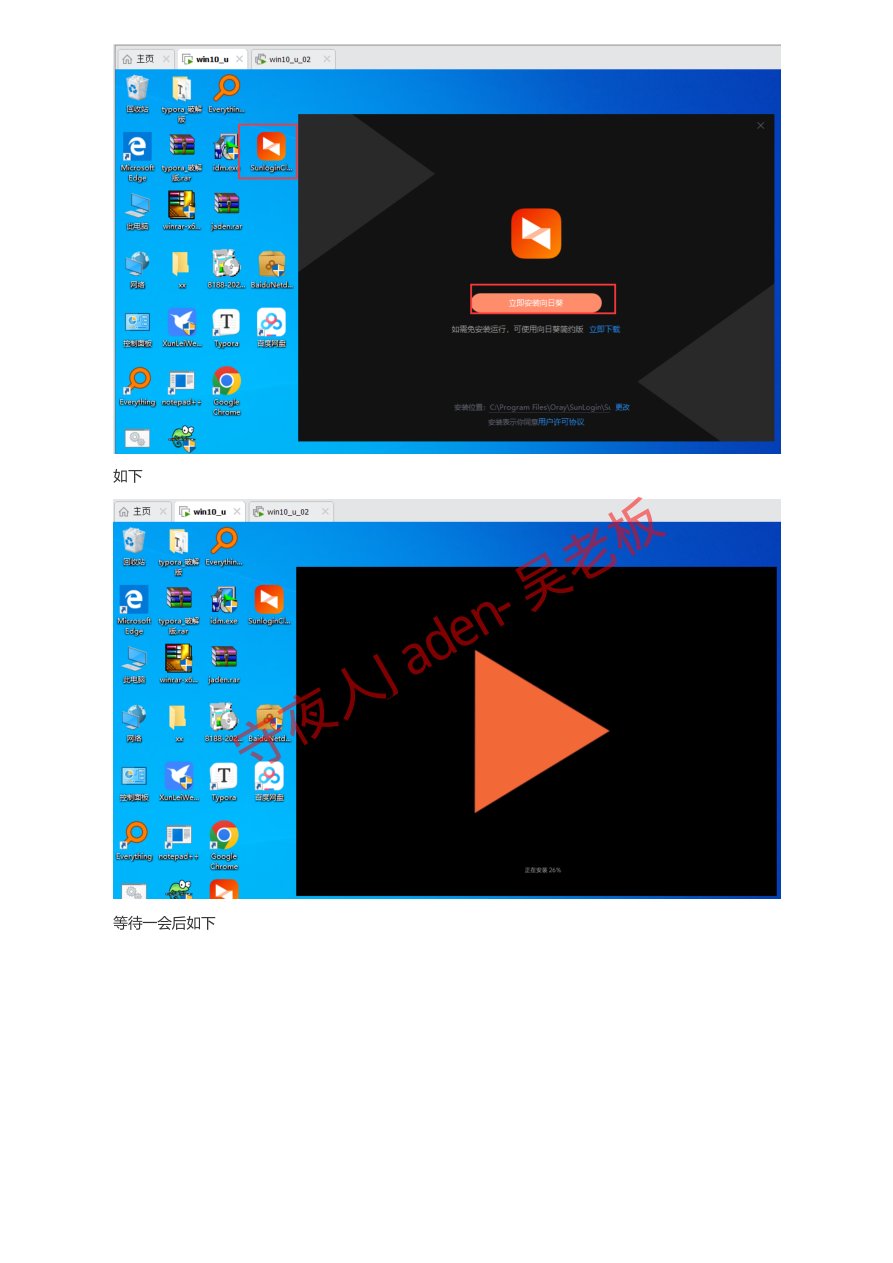 主页 win10_u win10_u_02
回收站 typora_破解版 Everythin...
Microsoft Edge typora_破解版.rar idm.exe SunloginCl...
此电脑 winrar-x6... jaden.rar
网络 xx 8188-202... BaiduNetd...
控制面板 XunLeiWe... Typora 百度网盘
Everything notepad++ Google Chrome
立即安装向日葵
如需免安装运行，可使用向日葵简约版 立即下载
安装位置： C:\Program Files\Oray\SunLogin\Su 更改
安装表示你同意用户许可协议
如下
主页 win10_u win10_u_02
回收站 typora_破解版 Everythin...
Microsoft Edge typora_破解版.rar idm.exe SunloginCl...
此电脑 winrar-x6... jaden.rar
网络 xx 8188-202... BaiduNetd...
控制面板 XunLeiWe... Typora 百度网盘
Everything notepad++ Google Chrome
正在安装 26%
守夜人Jaden-吴老板
等待一会后如下